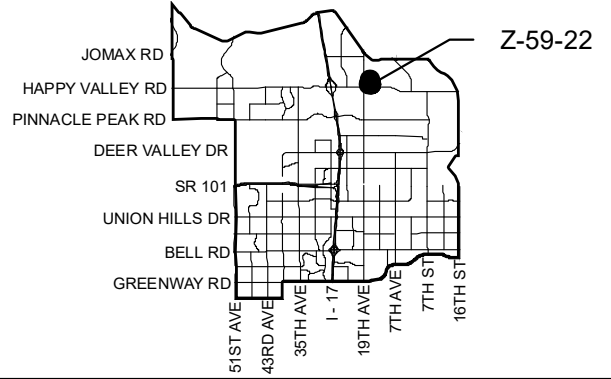 Z-59-22
JOMAX RD
HAPPY VALLEY RD
PINNACLE PEAK RD
DEER VALLEY DR
SR 101
UNION HILLS DR
BELL RD
GREENWAY RD
51ST AVE
43RD AVE
35TH AVE
I - 17
19TH AVE
7TH AVE
7TH ST
16TH ST